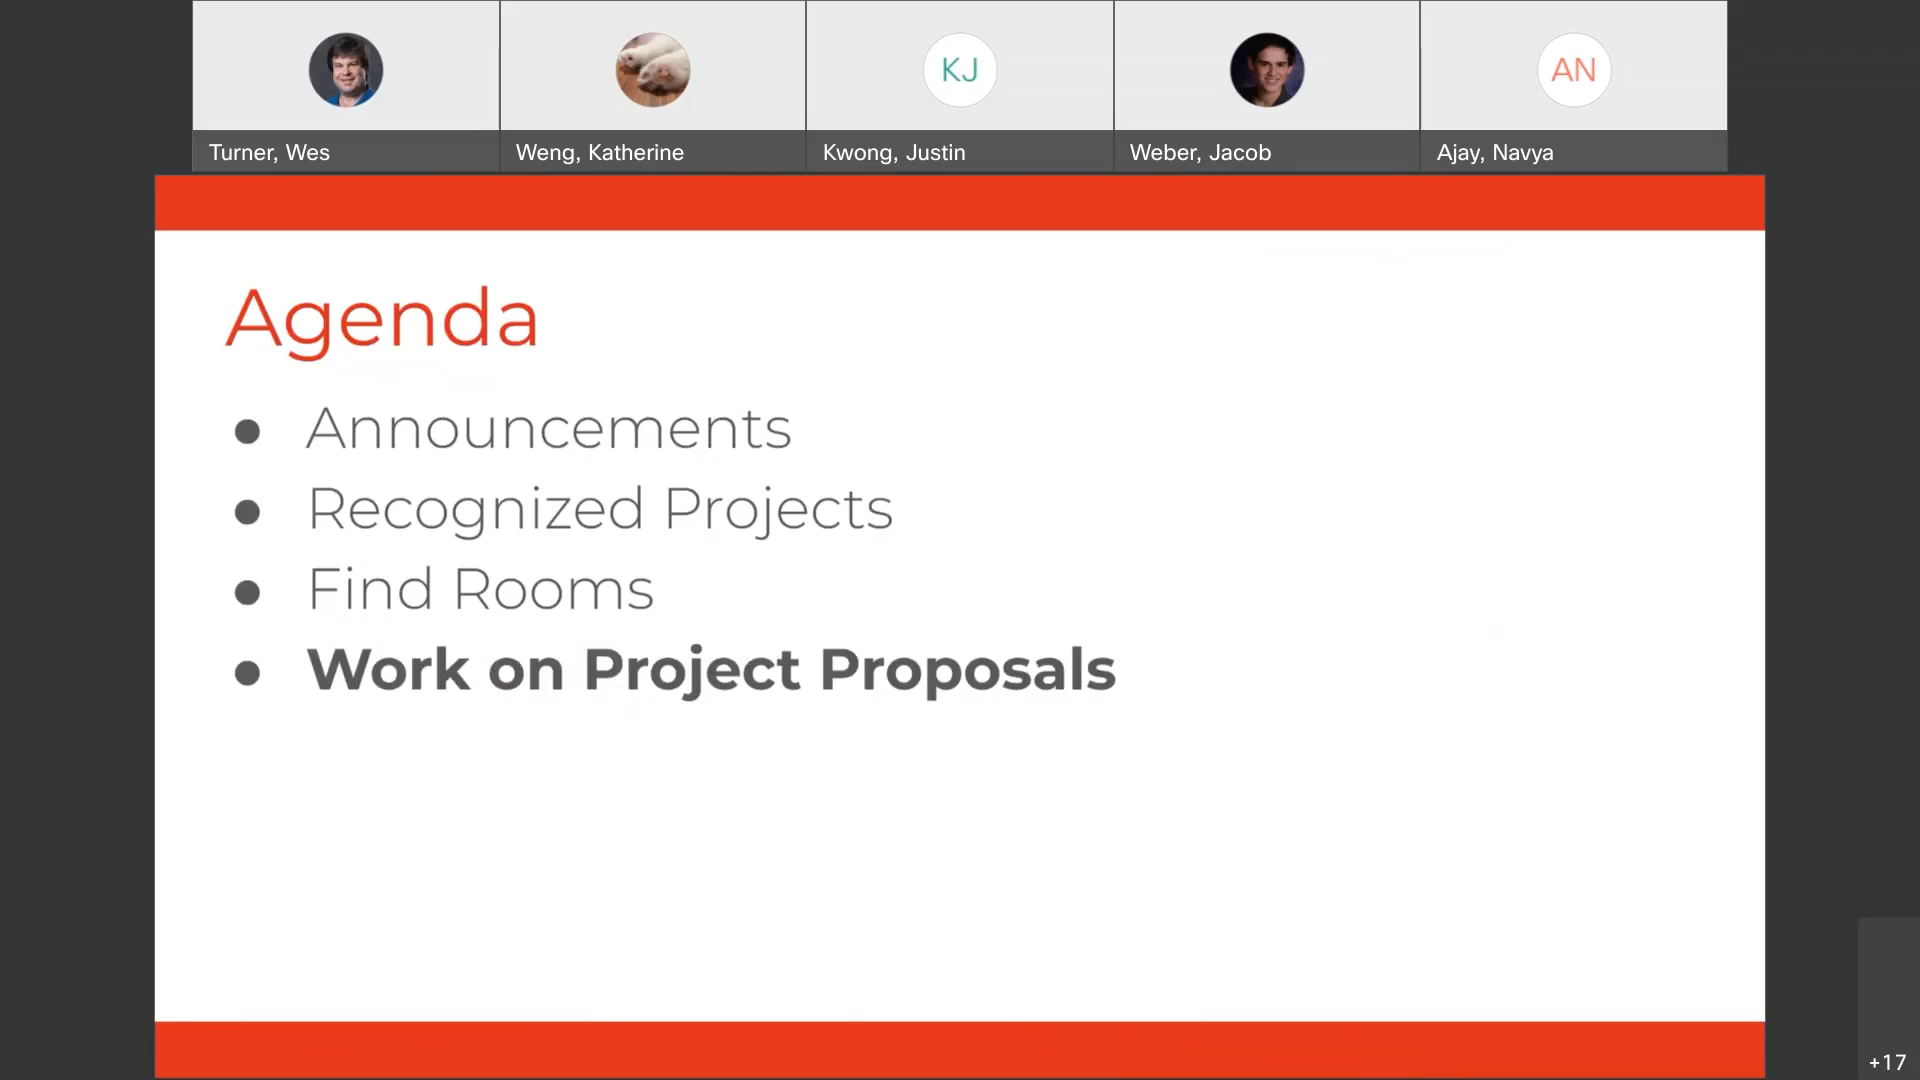 KJ
AN
Turner, Wes
Weng, Katherine
Kwong, Justin
Weber, Jacob
Ajay, Navya
Agenda
● Announcements
● Recognized Projects
● Find Rooms
● Work on Project Proposals
+17